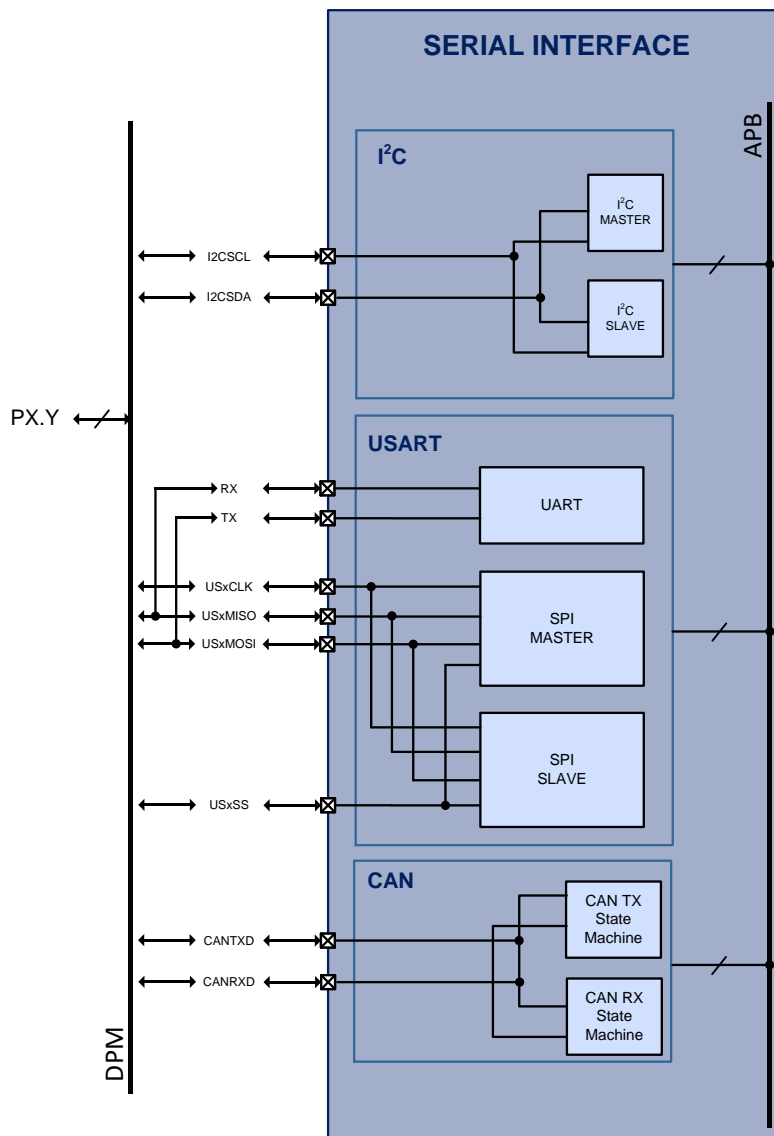 SERIAL INTERFACE
APB
I²C
I²C
MASTER
I2CSCL
I2CSDA
I²C
SLAVE
PX.Y
USART
RX
UART
TX
USxCLK
USxMISO
SPI
MASTER
USxMOSI
SPI
SLAVE
USxSS
CAN
CAN TX
State
Machine
CANTXD
CANRXD
CAN RX
State
Machine
DPM